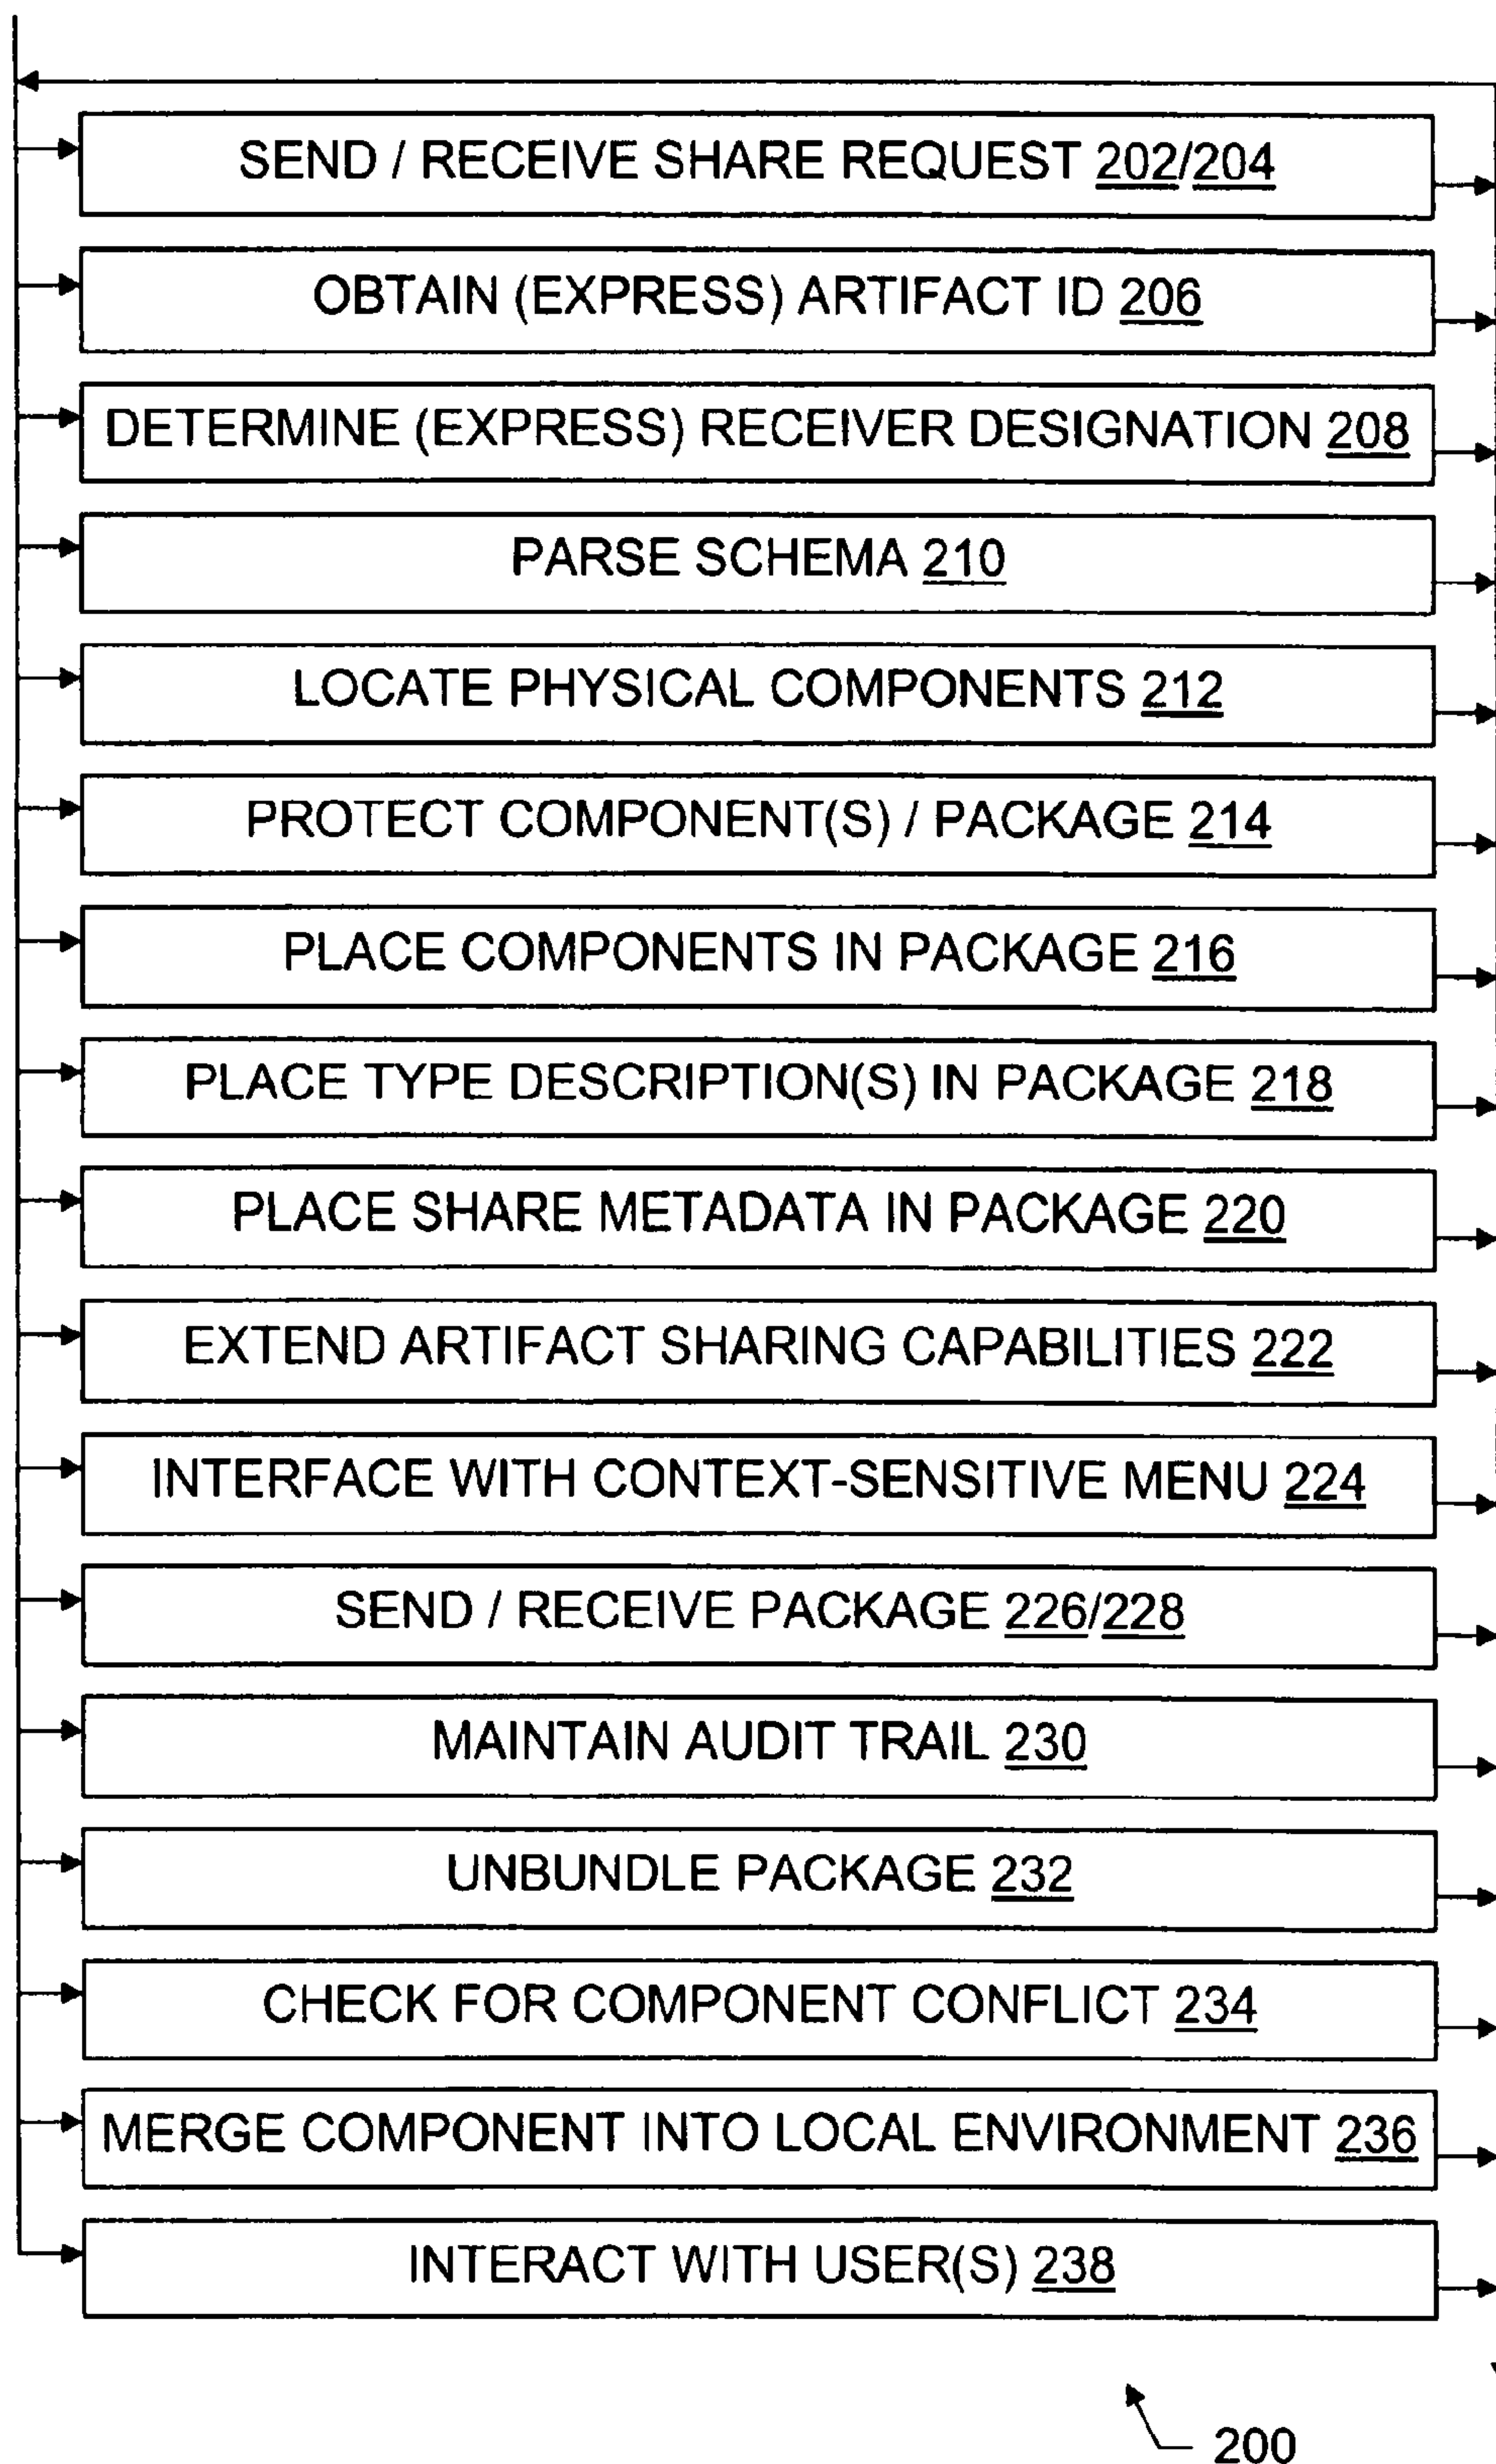 SEND / RECEIVE SHARE REQUEST 202/204
OBTAIN (EXPRESS) ARTIFACT ID 206
DETERMINE (EXPRESS) RECEIVER DESIGNATION 208
PARSE SCHEMA 210
LOCATE PHYSICAL COMPONENTS 212
PROTECT COMPONENT(S) / PACKAGE 214
PLACE COMPONENTS IN PACKAGE 216
PLACE TYPE DESCRIPTION(S) IN PACKAGE 218
PLACE SHARE METADATA IN PACKAGE 220
EXTEND ARTIFACT SHARING CAPABILITIES 222
INTERFACE WITH CONTEXT-SENSITIVE MENU 224
SEND / RECEIVE PACKAGE 226/228
MAINTAIN AUDIT TRAIL 230
UNBUNDLE PACKAGE 232
CHECK FOR COMPONENT CONFLICT 234
MERGE COMPONENT INTO LOCAL ENVIRONMENT 236
INTERACT WITH USER(S) 238
200